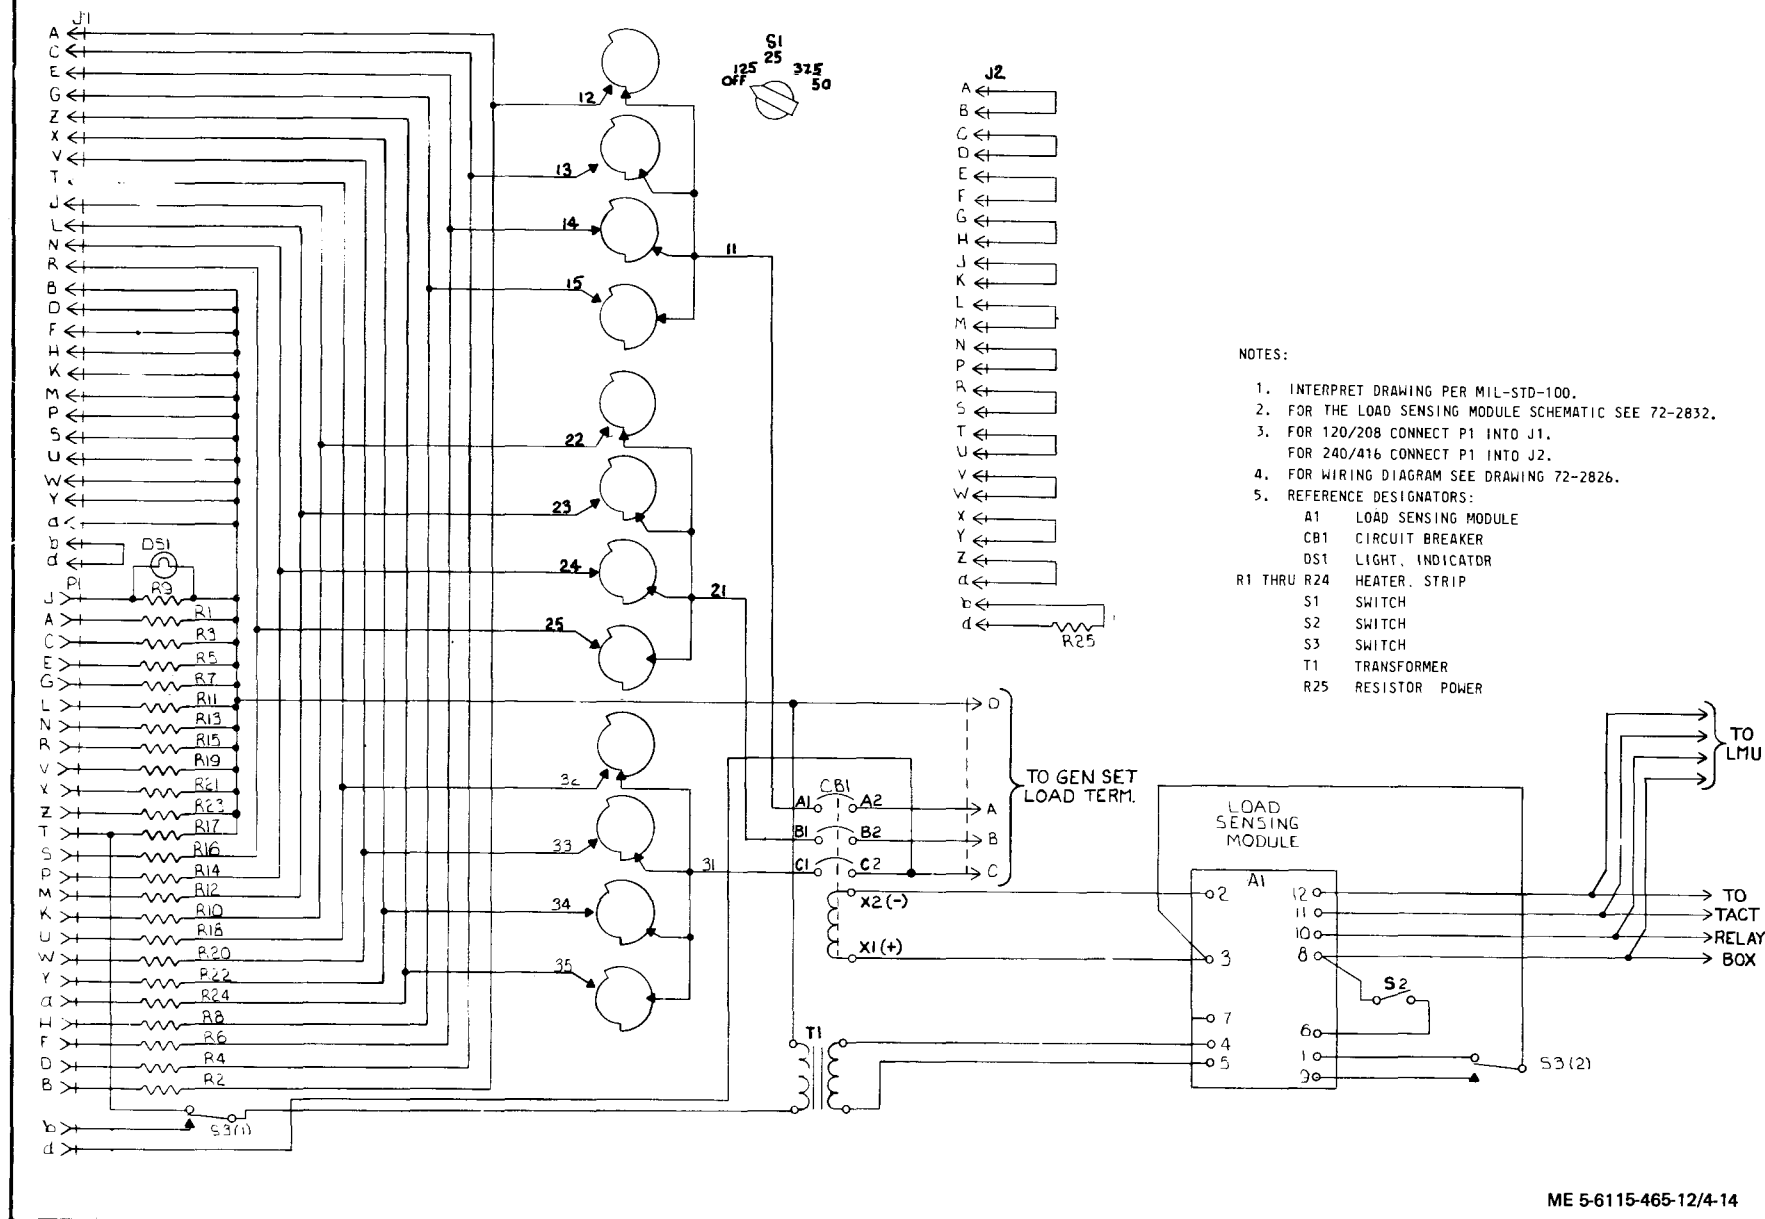 J1
A
C
E
G
Z
X
V
T
J
L
N
R
B
D
F
H
K
M
P
S
U
W
Y
a
b
d
DS1
P1
J R9
A R1
C R3
E R5
G R7
L R11
N R13
R R15
V R19
X R21
Z R23
T R17
S R16
P R14
M R12
K R10
U R18
W R20
Y R22
a R24
H R8
F R6
D R4
B R2
b S3(1)
d
12
13
14
15
11
22
23
24
25
21
33
34
35
31
S1
25
125 375
OFF 50
J2
A
B
C
D
E
F
G
H
J
K
L
M
N
P
R
S
T
U
V
W
X
Y
Z
a
b
d
R25
NOTES:
1. INTERPRET DRAWING PER MIL-STD-100.
2. FOR THE LOAD SENSING MODULE SCHEMATIC SEE 72-2832.
3. FOR 120/208 CONNECT P1 INTO J1.
FOR 240/416 CONNECT P1 INTO J2.
4. FOR WIRING DIAGRAM SEE DRAWING 72-2826.
5. REFERENCE DESIGNATORS:
A1 LOAD SENSING MODULE
CB1 CIRCUIT BREAKER
DS1 LIGHT, INDICATOR
R1 THRU R24 HEATER, STRIP
S1 SWITCH
S2 SWITCH
S3 SWITCH
T1 TRANSFORMER
R25 RESISTOR POWER
O
TO GEN SET
LOAD TERM.
CB1
A1 A2 A
B1 B2 B
C1 C2 C
X2(-)
X1(+)
T1
LOAD
SENSING
MODULE
A1
2 12
11
10
3 8
7
4 6
5 1
9
S2
S3(2)
TO
LMU
TO
TACT
RELAY
BOX
ME 5-6115-465-12/4-14